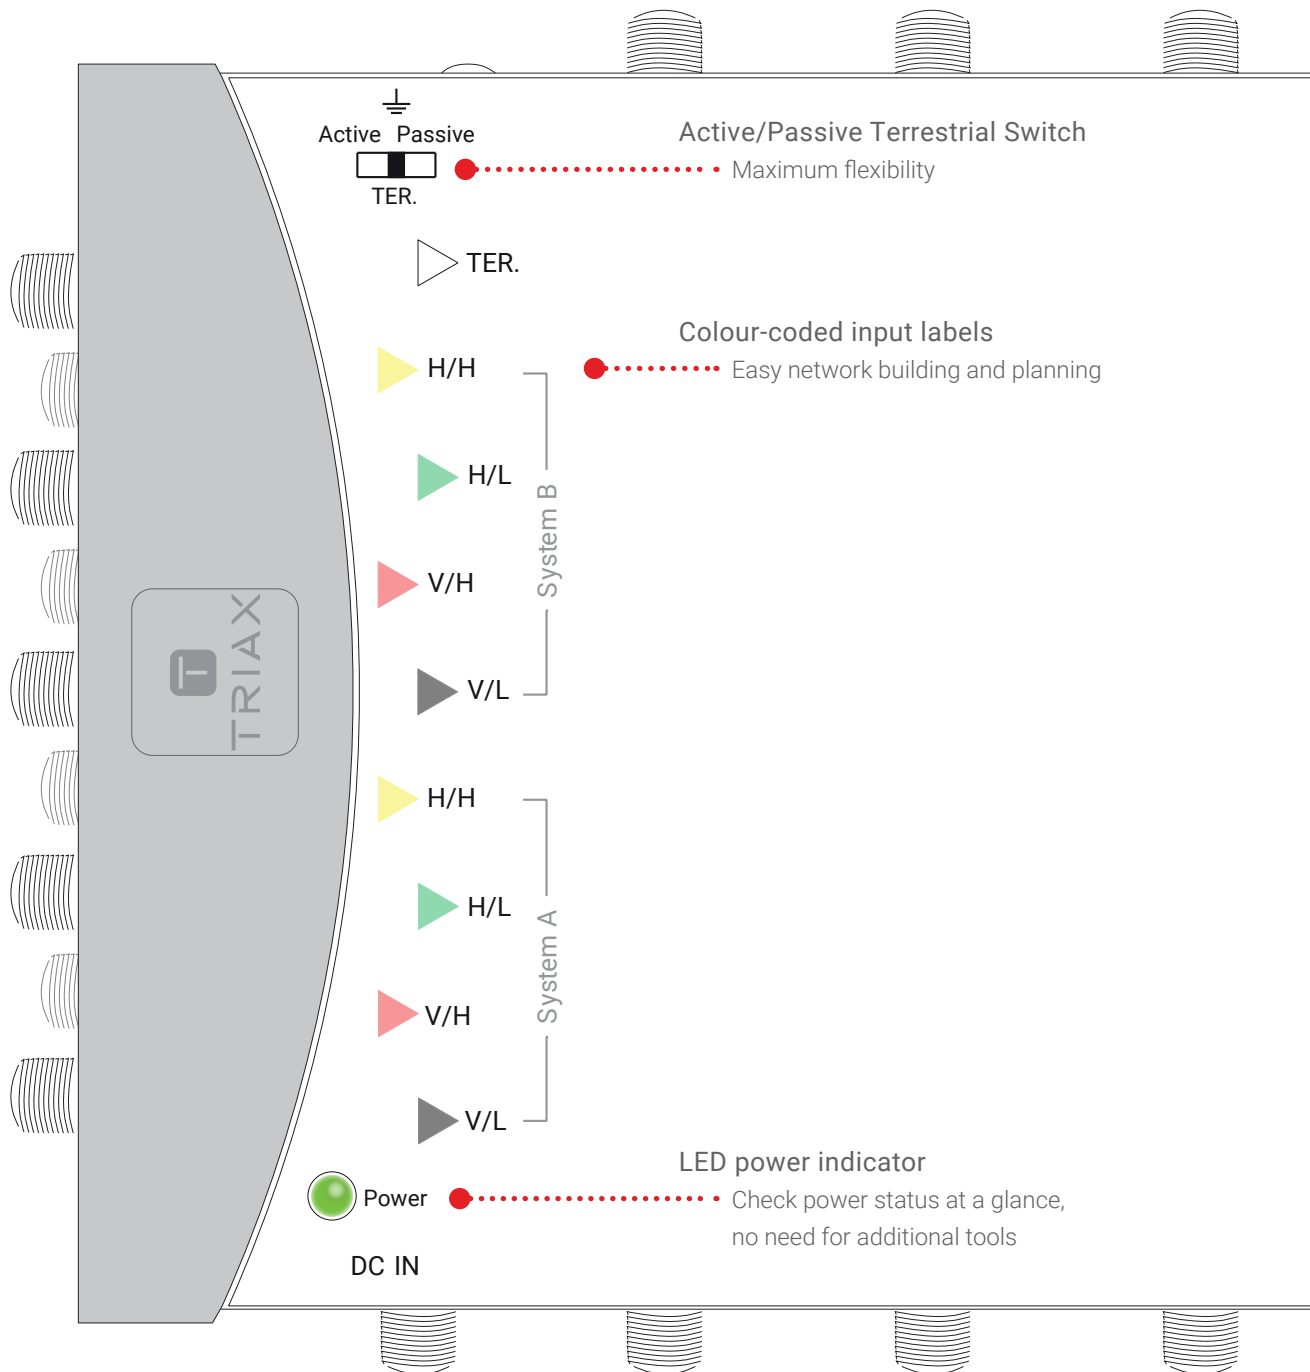 Active Passive
TER.
Active/Passive Terrestrial Switch
Maximum flexibility
TER.
Colour-coded input labels
Easy network building and planning
H/H
H/L
V/H
V/L
System B
TRIAX
H/H
H/L
V/H
V/L
System A
LED power indicator
Check power status at a glance,
no need for additional tools
Power
DC IN